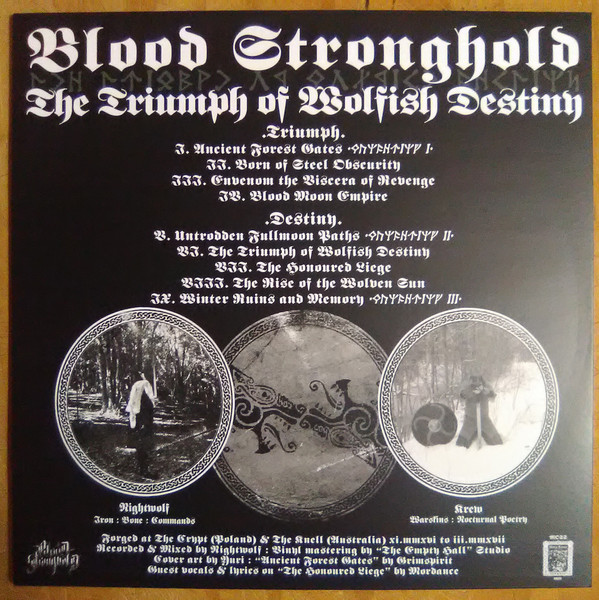 Blood Stronghold
The Triumph of Wolfish Destiny
.Triumph.
I. Ancient Forest Gates
II. Born of Steel Obscurity
III. Envenom the Viscera of Revenge
IV. Blood Moon Empire
.Destiny.
V. Untrodden Fullmoon Paths
VI. The Triumph of Wolfish Destiny
VII. The Honoured Liege
VIII. The Rise of the Wolven Sun
IX. Winter Ruins and Memory
Nightwolf
Iron : Bone : Commands
Krew
Warskins : Nocturnal Poetry
Forged at The Crypt (Poland) & The Knell (Australia) xi.mmxvi to iii.mmxvii
Recorded & Mixed by Nightwolf : Vinyl mastering by "The Empty Hall" Studio
Cover art by Yuri : "Ancient Forest Gates" by Grimspirit
Guest vocals & lyrics on "The Honoured Liege" by Mordance
Blood Stronghold